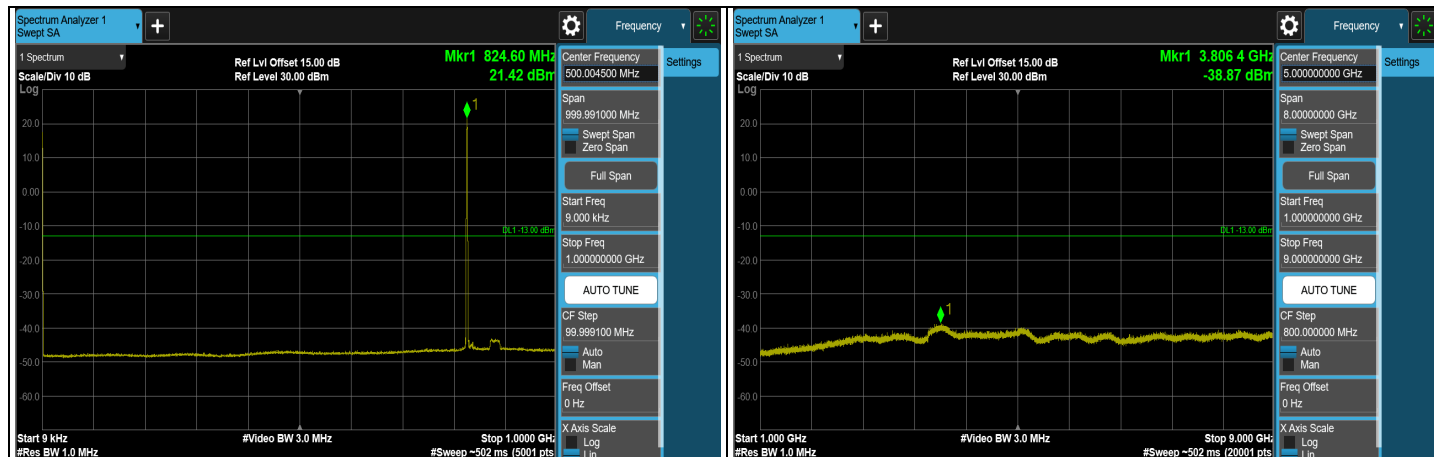 Spectrum Analyzer 1
Swept SA
+
Frequency
1 Spectrum
Scale/Div 10 dB
Log
Ref Lvl Offset 15.00 dB
Ref Level 30.00 dBm
Mkr1 824.60 MHz
21.42 dBm
1
20.0
10.0
0.00
-10.0
-20.0
-30.0
-40.0
-50.0
-60.0
DL1 -13.00 dBm
Start 9 kHz
#Res BW 1.0 MHz
#Video BW 3.0 MHz
Stop 1.0000 GHz
#Sweep ~502 ms (5001 pts
Center Frequency
500.004500 MHz
Span
999.991000 MHz
Swept Span
Zero Span
Full Span
Start Freq
9.000 kHz
Stop Freq
1.000000000 GHz
AUTO TUNE
CF Step
99.999100 MHz
Auto
Man
Freq Offset
0 Hz
X Axis Scale
Log
Lin
Settings
Spectrum Analyzer 1
Swept SA
+
Frequency
1 Spectrum
Scale/Div 10 dB
Log
Ref Lvl Offset 15.00 dB
Ref Level 30.00 dBm
Mkr1 3.806 4 GHz
-38.87 dBm
1
20.0
10.0
0.00
-10.0
-20.0
-30.0
-40.0
-50.0
-60.0
DL1 -13.00 dBm
Start 1.000 GHz
#Res BW 1.0 MHz
#Video BW 3.0 MHz
Stop 9.000 GHz
#Sweep ~502 ms (20001 pts
Center Frequency
5.000000000 GHz
Span
8.00000000 GHz
Swept Span
Zero Span
Full Span
Start Freq
1.000000000 GHz
Stop Freq
9.000000000 GHz
AUTO TUNE
CF Step
800.000000 MHz
Auto
Man
Freq Offset
0 Hz
X Axis Scale
Log
Lin
Settings